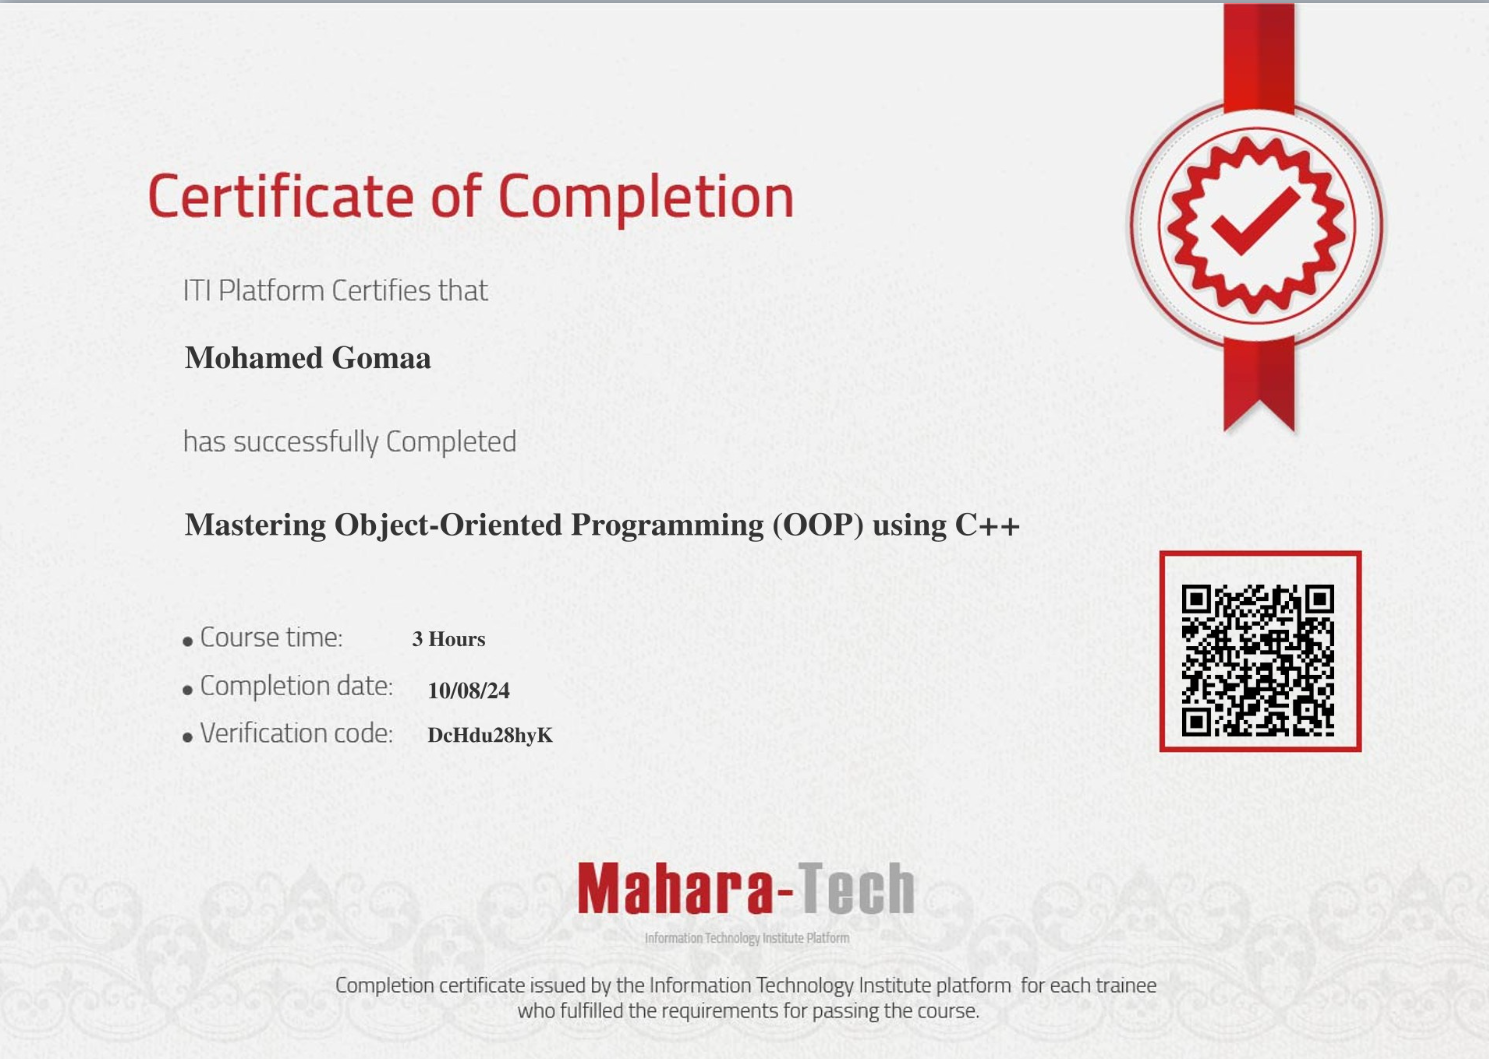 Certificate of Completion
ITI Platform Certifies that
Mohamed Gomaa
has successfully Completed
Mastering Object-Oriented Programming (OOP) using C++
• Course time: 3 Hours
• Completion date: 10/08/24
• Verification code: DcHdu28hyK
Mahara-Tech
Information Technology Institute Platform
Completion certificate issued by the Information Technology Institute platform for each trainee
who fulfilled the requirements for passing the course.